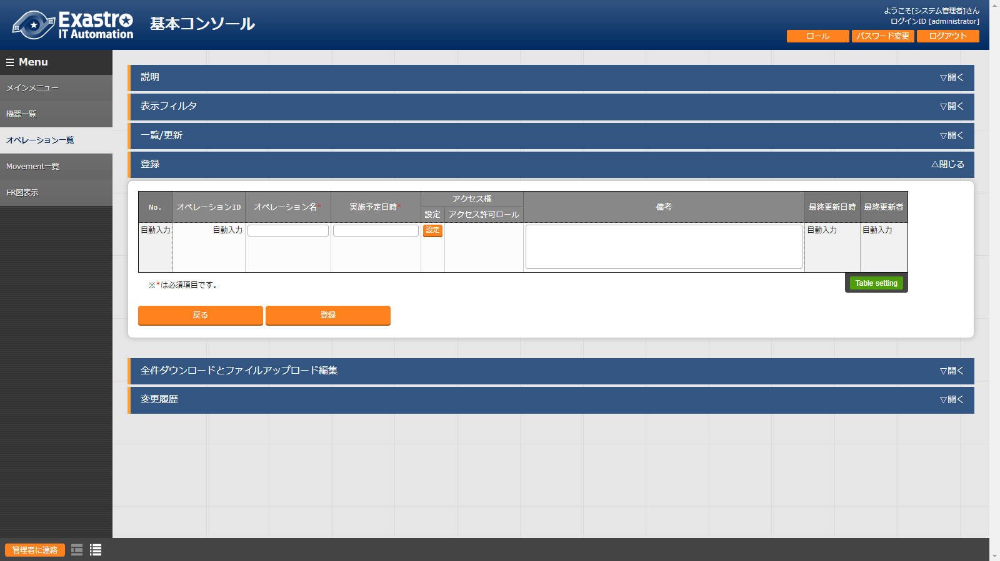 Exastro
IT Automation
基本コンソール
ようこそ[システム管理者]さん
ログインID [administrator]
ロール
パスワード変更
ログアウト
Menu
メインメニュー
機器一覧
オペレーション一覧
Movement一覧
ER図表示
説明
▽開く
表示フィルタ
▽開く
一覧/更新
▽開く
登録
△閉じる
No.
オペレーションID
オペレーション名*
実施予定日時*
アクセス権
設定
アクセス許可ロール
備考
最終更新日時
最終更新者
自動入力
自動入力
設定
自動入力
自動入力
※*は必須項目です。
Table setting
戻る
登録
全件ダウンロードとファイルアップロード編集
▽開く
変更履歴
▽開く
管理者に連絡